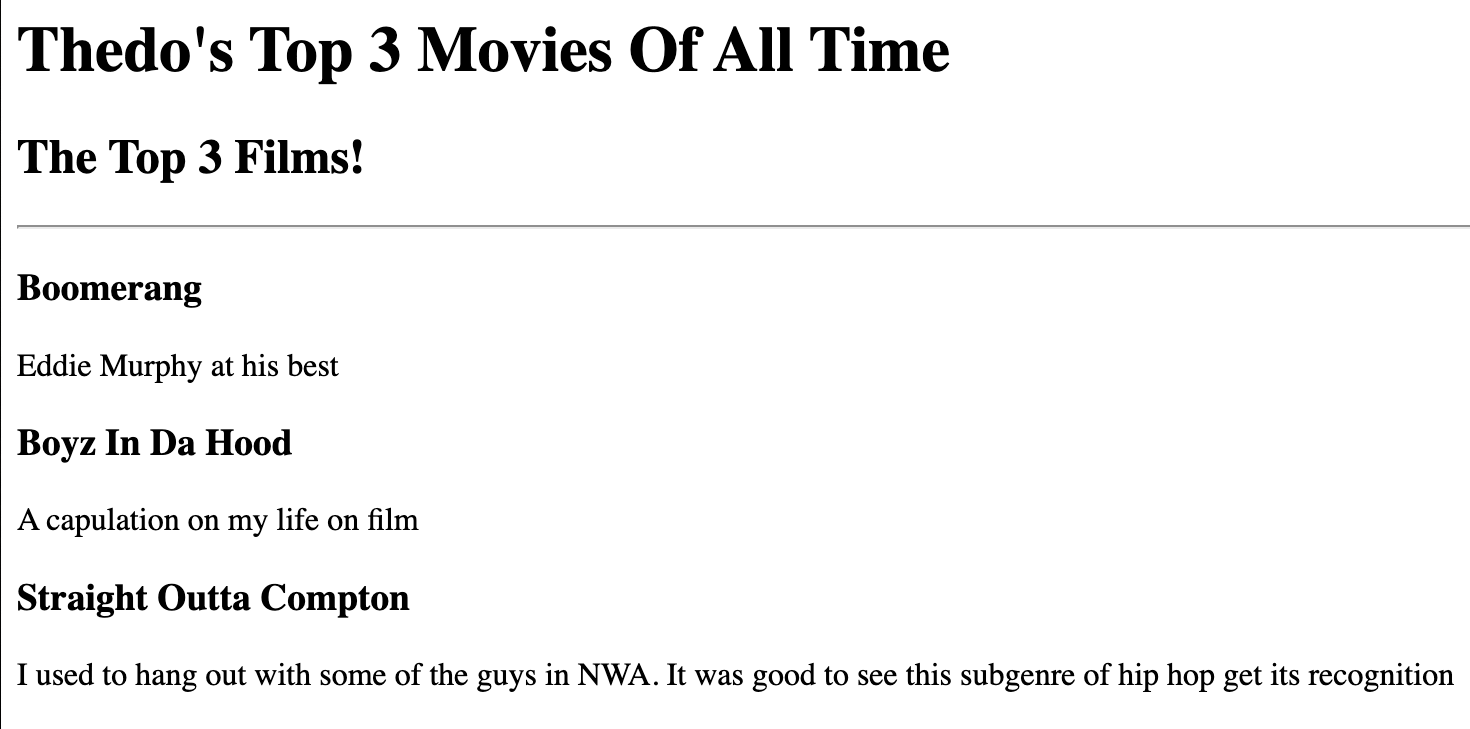 Thedo's Top 3 Movies Of All Time
The Top 3 Films!
Boomerang
Eddie Murphy at his best
Boyz In Da Hood
A capulation on my life on film
Straight Outta Compton
I used to hang out with some of the guys in NWA. It was good to see this subgenre of hip hop get its recognition